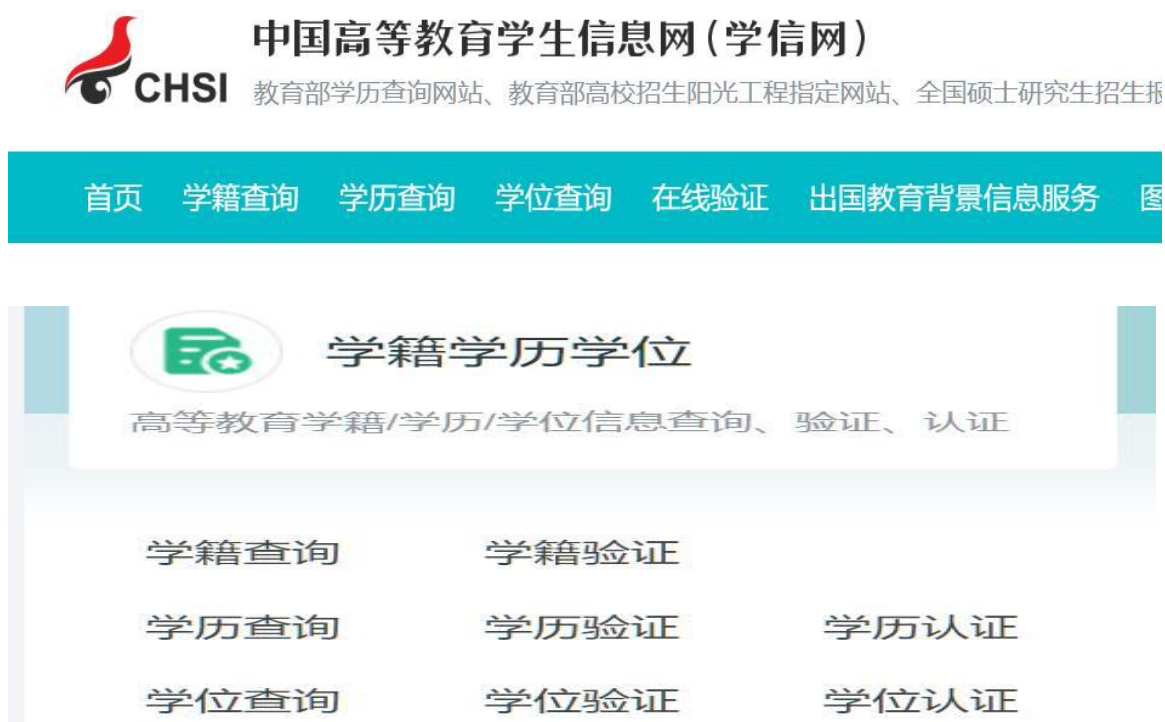 中国高等教育学生信息网(学信网)
CHSI 教育部学历查询网站、教育部高校招生阳光工程指定网站、全国硕士研究生招生报
首页 学籍查询 学历查询 学位查询 在线验证 出国教育背景信息服务 图
学籍学历学位
高等教育学籍/学历/学位信息查询、验证、认证
学籍查询 学籍验证
学历查询 学历验证 学历认证
学位查询 学位验证 学位认证